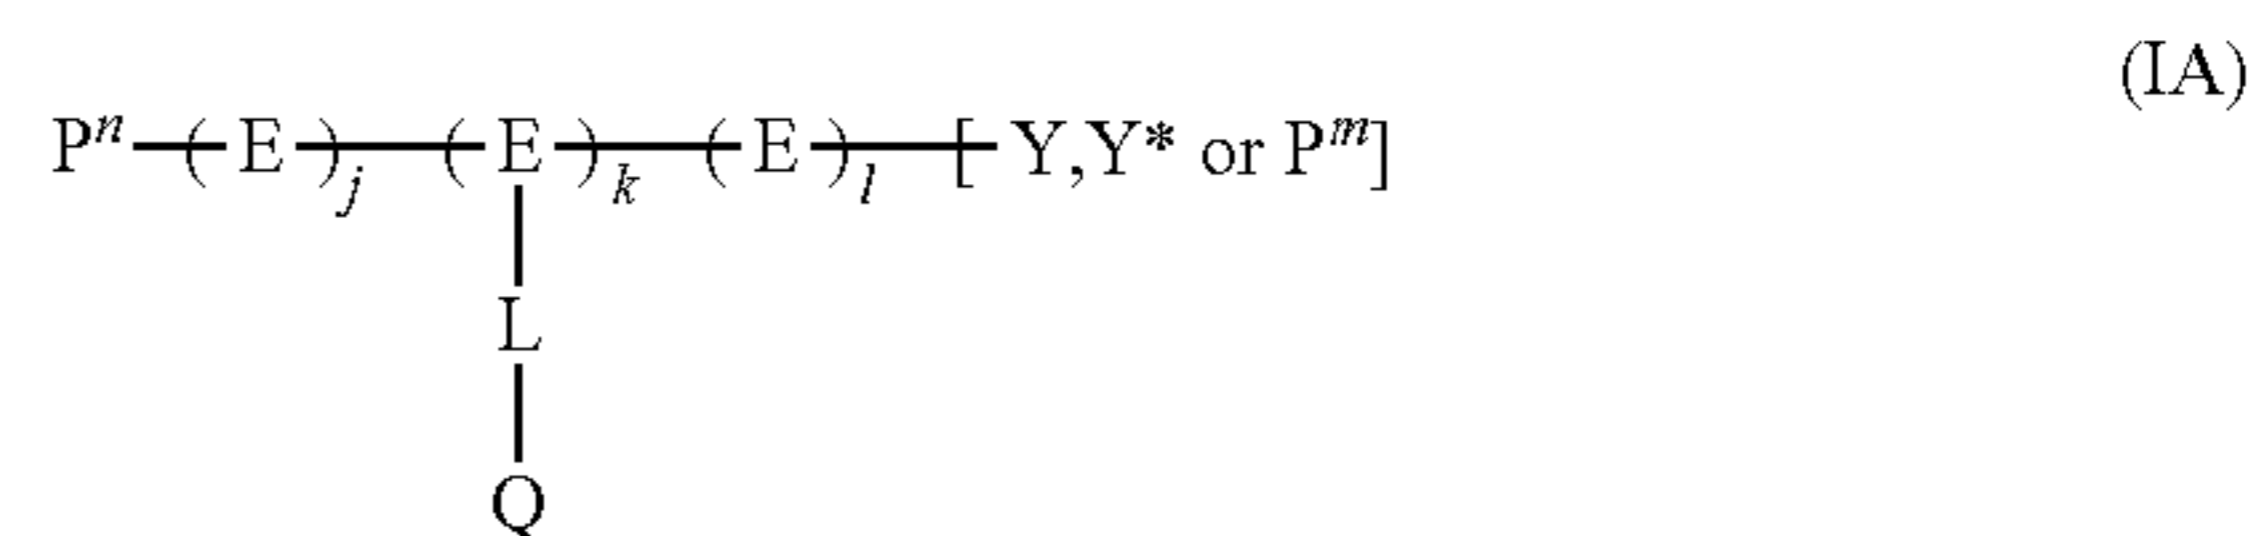 (IA)
Pⁿ—(E)ⱼ—(E)ₖ—(E)ₗ—[Y,Y* or Pᵐ]
L
Q